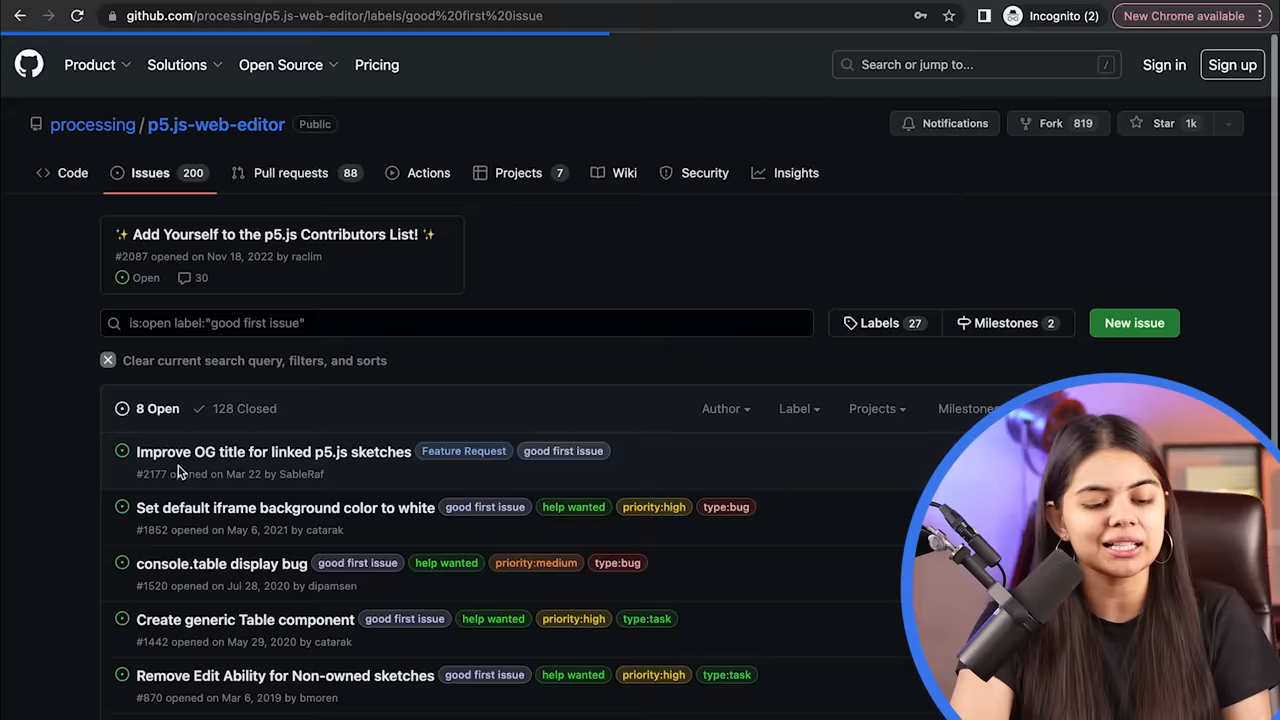 github.com/processing/p5.js-web-editor/labels/good%20first%20issue
Incognito (2)
New Chrome available
Product
Solutions
Open Source
Pricing
Search or jump to...
/
Sign in
Sign up
processing / p5.js-web-editor
Public
Notifications
Fork 819
Star 1k
<> Code
Issues 200
Pull requests 88
Actions
Projects 7
Wiki
Security
Insights
✨ Add Yourself to the p5.js Contributors List! ✨
#2087 opened on Nov 18, 2022 by raclim
Open
30
is:open label:"good first issue"
Labels 27
Milestones 2
New issue
Clear current search query, filters, and sorts
8 Open
128 Closed
Author
Label
Projects
Milestones
Improve OG title for linked p5.js sketches Feature Request good first issue
#2177 opened on Mar 22 by SableRaf
Set default iframe background color to white good first issue help wanted priority:high type:bug
#1852 opened on May 6, 2021 by catarak
console.table display bug good first issue help wanted priority:medium type:bug
#1520 opened on Jul 28, 2020 by dipamsen
Create generic Table component good first issue help wanted priority:high type:task
#1442 opened on May 29, 2020 by catarak
Remove Edit Ability for Non-owned sketches good first issue help wanted priority:high type:task
#870 opened on Mar 6, 2019 by bmoren